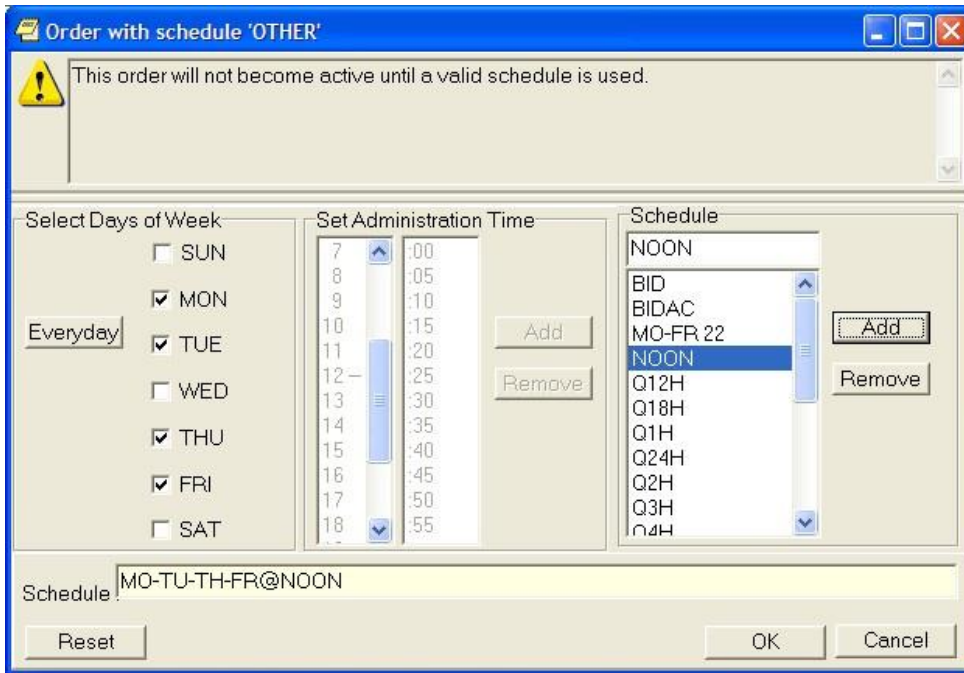 Order with schedule 'OTHER'
This order will not become active until a valid schedule is used.
Select Days of Week
SUN
MON
Everyday
TUE
WED
THU
FRI
SAT
Set Administration Time
7 :00
8 :05
9 :10
10 :15
11 :20
12 – :25
13 :30
14 :35
15 :40
16 :45
17 :50
18 :55
Add
Remove
Schedule
NOON
BID
BIDAC
MO-FR 22
NOON
Q12H
Q18H
Q1H
Q24H
Q2H
Q3H
Q4H
Add
Remove
Schedule :
MO-TU-TH-FR@NOON
Reset
OK
Cancel